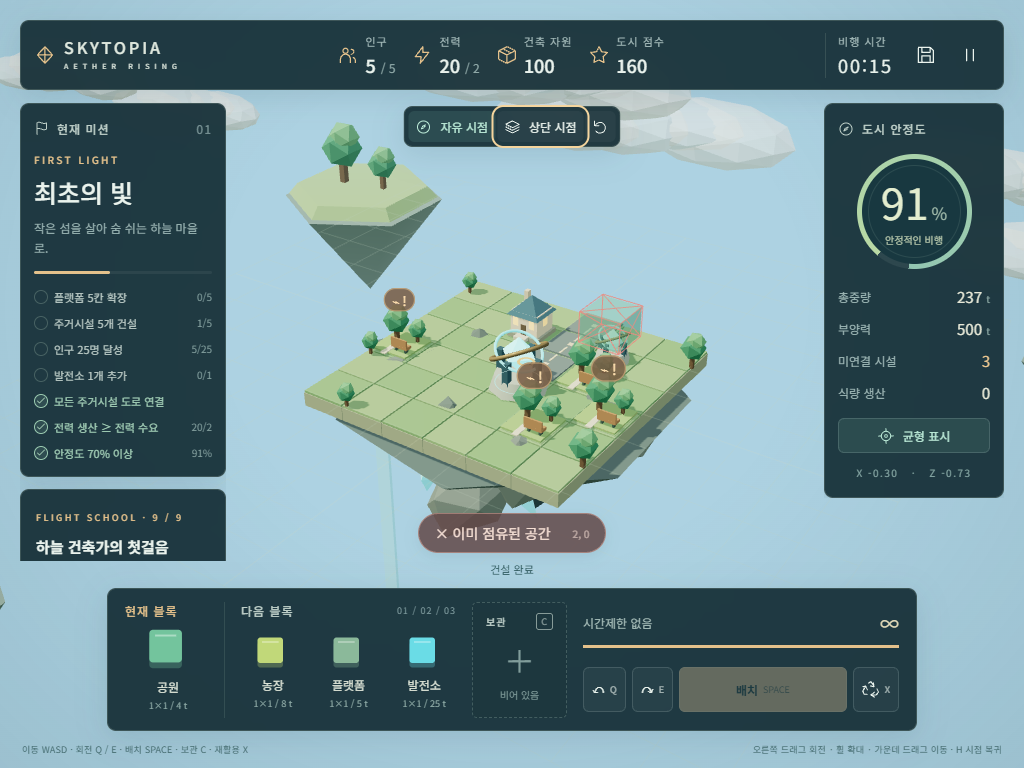 SKYTOPIA
AETHER RISING
인구
5 / 5
전력
20 / 2
건축 자원
100
도시 점수
160
비행 시간
00:15
현재 미션 01
FIRST LIGHT
최초의 빛
작은 섬을 살아 숨 쉬는 하늘 마을
로.
플랫폼 5칸 확장 0/5
주거시설 5개 건설 1/5
인구 25명 달성 5/25
발전소 1개 추가 0/1
모든 주거시설 도로 연결
전력 생산 ≥ 전력 수요 20/2
안정도 70% 이상 91%
FLIGHT SCHOOL · 9 / 9
하늘 건축가의 첫걸음
자유 시점
상단 시점
!
!
!
도시 안정도
91%
안정적인 비행
총중량 237 t
부양력 500 t
미연결 시설 3
식량 생산 0
균형 표시
X -0.30 · Z -0.73
× 이미 점유된 공간 2, 0
건설 완료
현재 블록
공원
1×1 / 4 t
다음 블록 01 / 02 / 03
농장
1×1 / 8 t
플랫폼
1×1 / 5 t
발전소
1×1 / 25 t
보관 C
비어 있음
시간제한 없음 ∞
Q
E
배치 SPACE
X
이동 WASD · 회전 Q / E · 배치 SPACE · 보관 C · 재활용 X
오른쪽 드래그 회전 · 휠 확대 · 가운데 드래그 이동 · H 시점 복귀